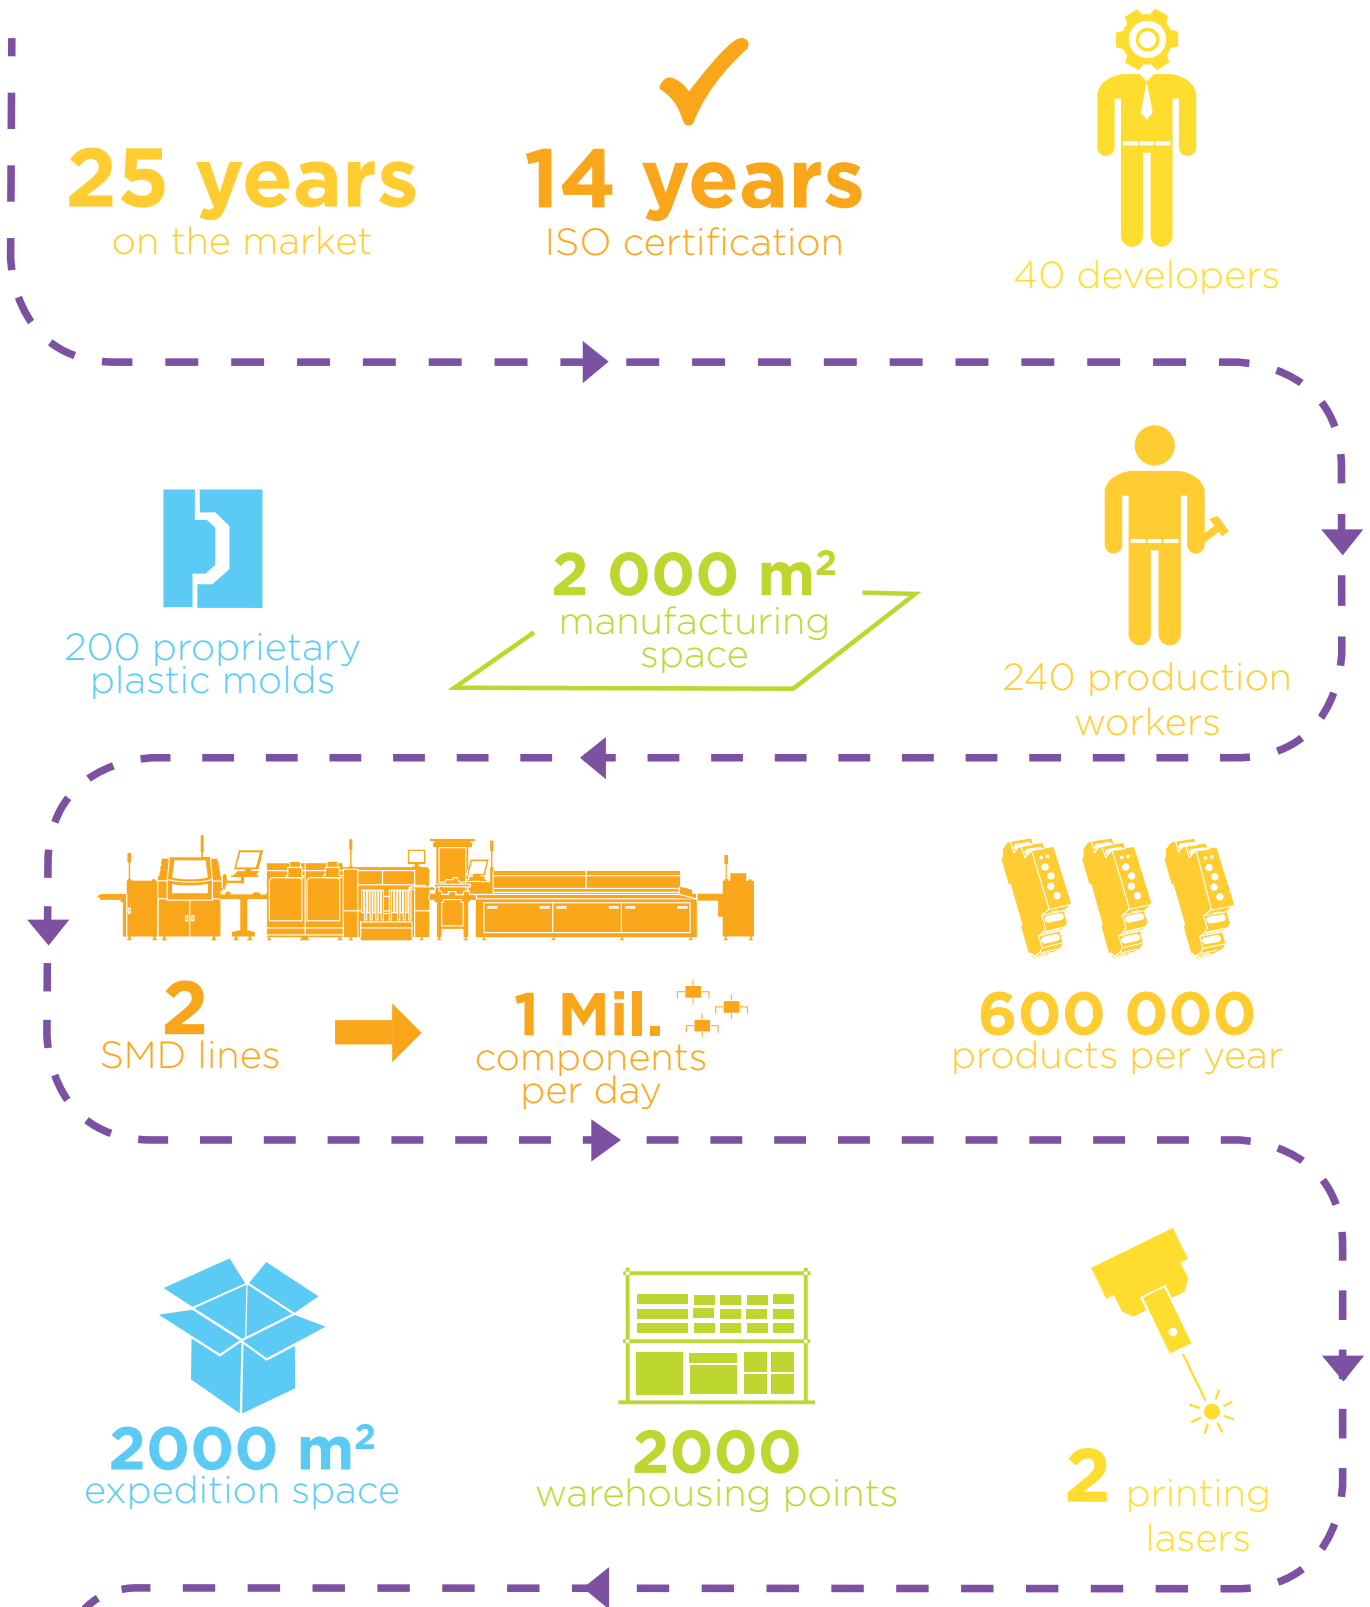 25 years
on the market
14 years
ISO certification
40 developers
200 proprietary
plastic molds
2 000 m²
manufacturing
space
240 production
workers
2
SMD lines
1 Mil.
components
per day
600 000
products per year
2000 m²
expedition space
2000
warehousing points
2 printing
lasers